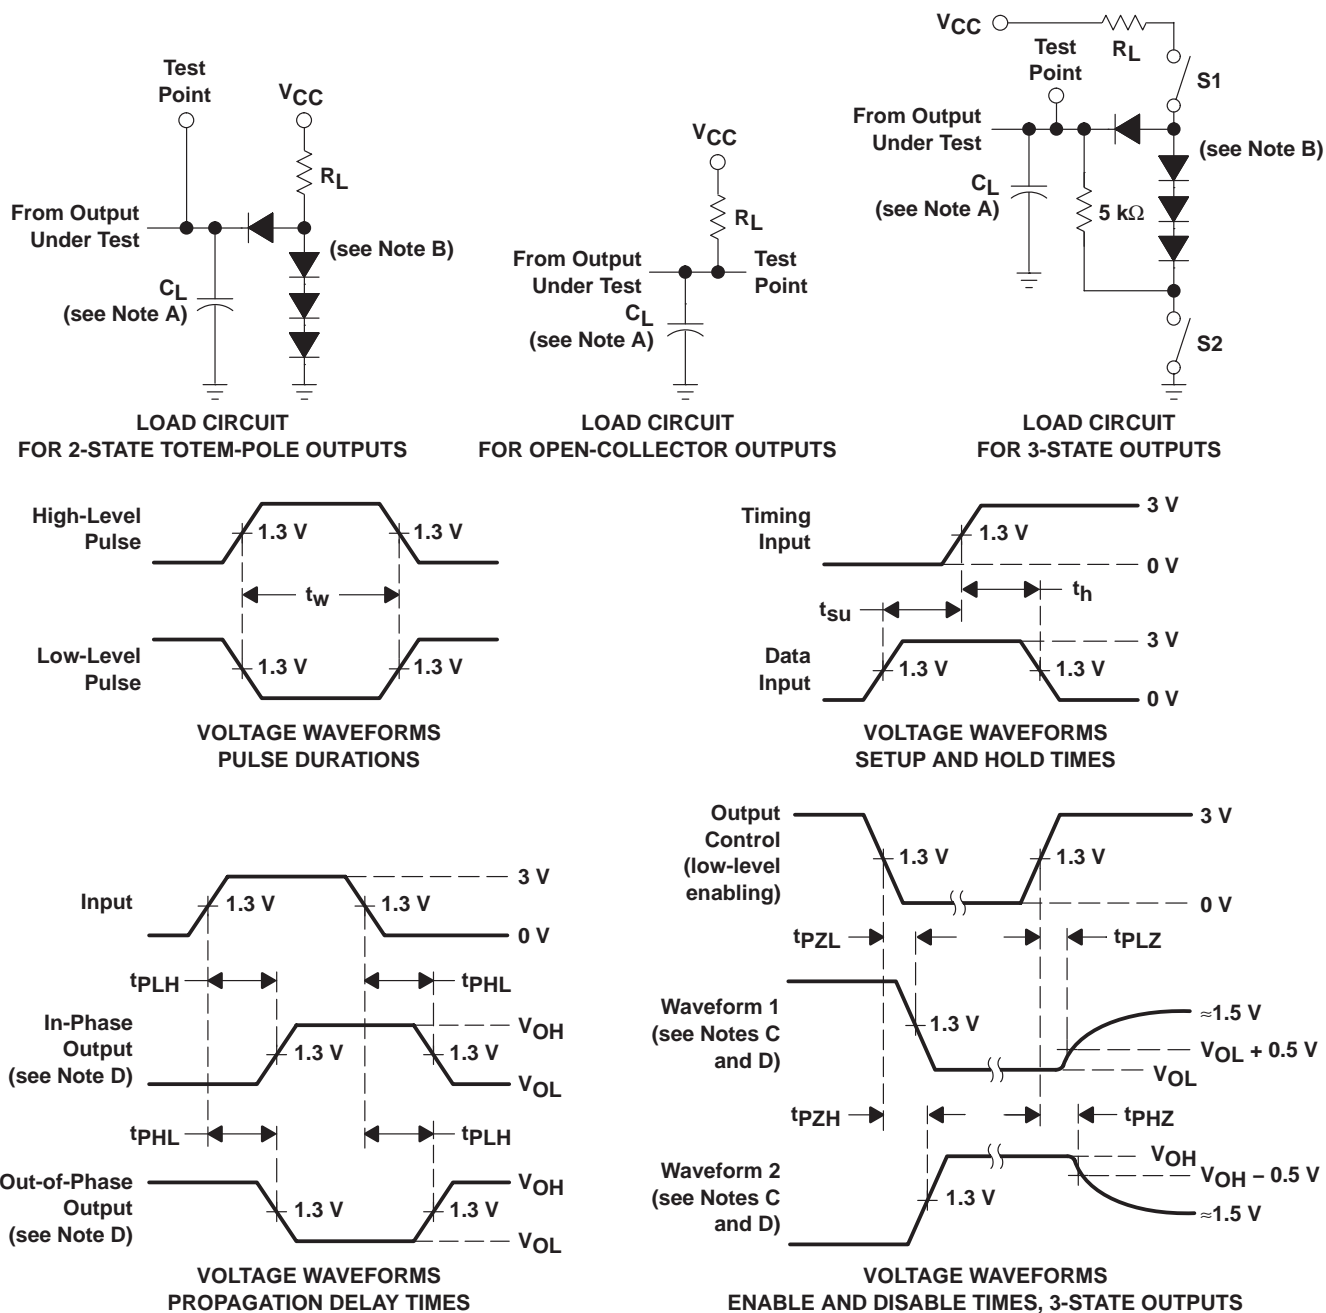 Test
Point
VCC
RL
From Output
Under Test
(see Note B)
CL
(see Note A)
LOAD CIRCUIT
FOR 2-STATE TOTEM-POLE OUTPUTS
VCC
RL
From Output
Under Test
Test
Point
CL
(see Note A)
LOAD CIRCUIT
FOR OPEN-COLLECTOR OUTPUTS
VCC
RL
Test
Point
S1
From Output
Under Test
(see Note B)
CL
(see Note A)
5 kΩ
S2
LOAD CIRCUIT
FOR 3-STATE OUTPUTS
High-Level
Pulse
1.3 V
1.3 V
tw
Low-Level
Pulse
1.3 V
1.3 V
VOLTAGE WAVEFORMS
PULSE DURATIONS
Timing
Input
1.3 V
3 V
0 V
th
tsu
Data
Input
1.3 V
1.3 V
3 V
0 V
VOLTAGE WAVEFORMS
SETUP AND HOLD TIMES
Input
1.3 V
1.3 V
3 V
0 V
tPLH
tPHL
In-Phase
Output
(see Note D)
1.3 V
1.3 V
VOH
VOL
tPHL
tPLH
Out-of-Phase
Output
(see Note D)
1.3 V
1.3 V
VOH
VOL
VOLTAGE WAVEFORMS
PROPAGATION DELAY TIMES
Output
Control
(low-level
enabling)
1.3 V
1.3 V
3 V
0 V
tPZL
tPLZ
Waveform 1
(see Notes C
and D)
1.3 V
≈1.5 V
VOL + 0.5 V
VOL
tPZH
tPHZ
Waveform 2
(see Notes C
and D)
1.3 V
VOH
VOH – 0.5 V
≈1.5 V
VOLTAGE WAVEFORMS
ENABLE AND DISABLE TIMES, 3-STATE OUTPUTS